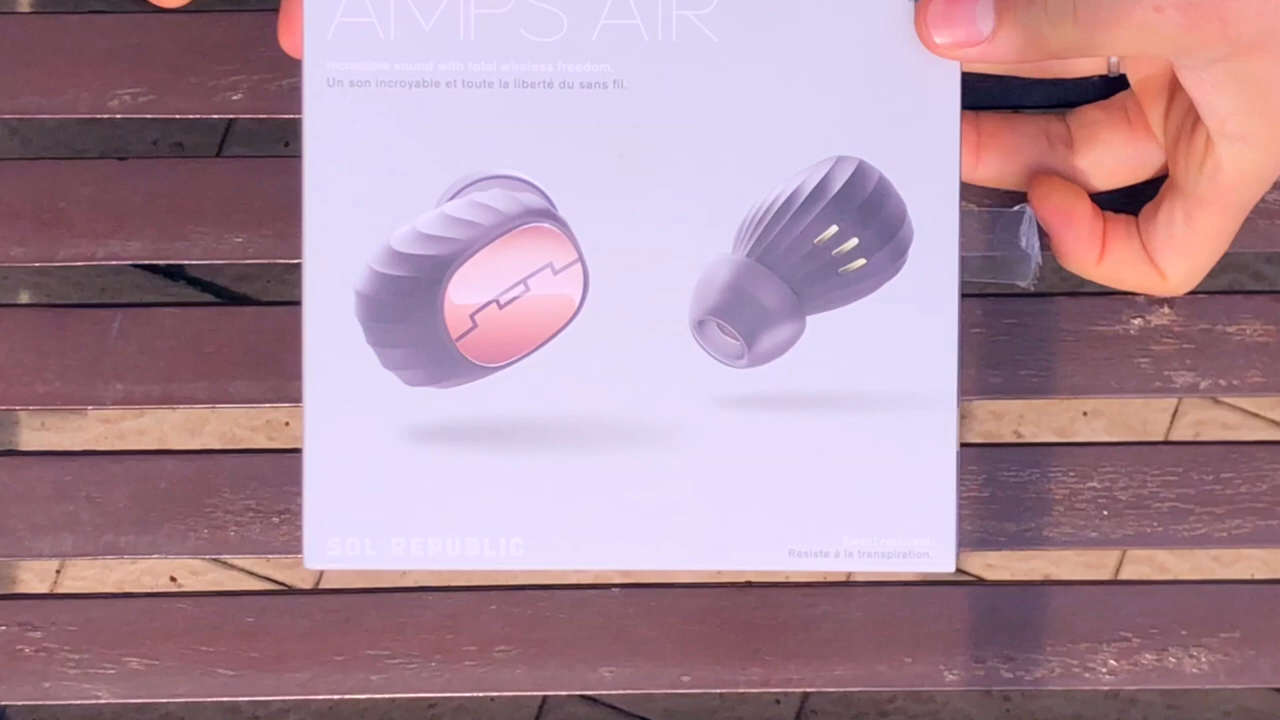 AMPS AIR
Incredible sound with total wireless freedom.
Un son incroyable et toute la liberté du sans fil.
SOL REPUBLIC
Sweat resistant.
Résiste à la transpiration.